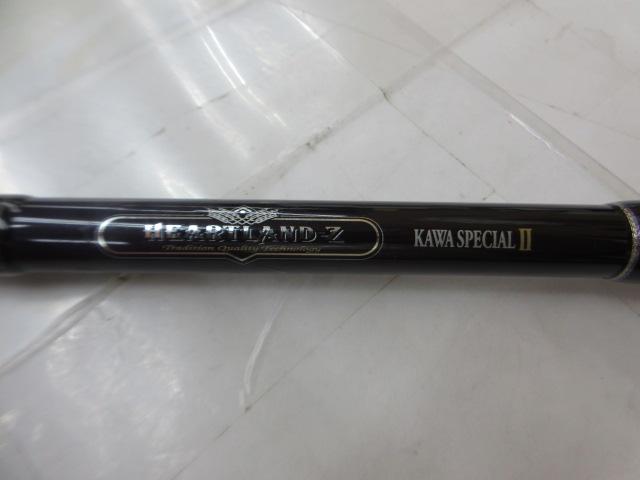 HEARTLAND-Z
Tradition Quality Technology
KAWA SPECIAL II